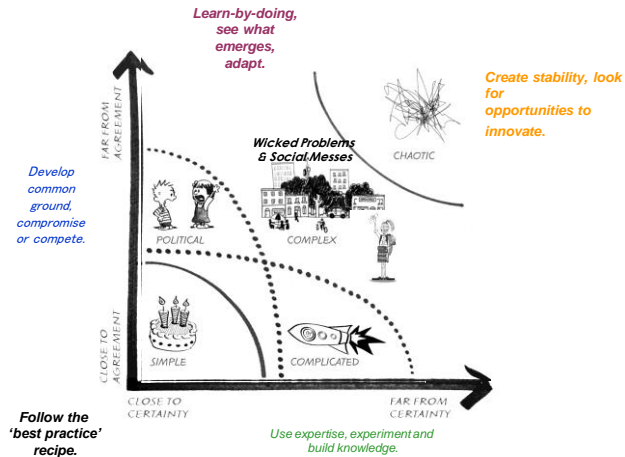 Learn-by-doing,
see what
emerges,
adapt.
Create stability, look
for
opportunities to
innovate.
FAR FROM
AGREEMENT
Wicked Problems
& Social Messes
CHAOTIC
Develop
common
ground,
compromise
or compete.
POLITICAL
COMPLEX
CLOSE TO
AGREEMENT
SIMPLE
COMPLICATED
CLOSE TO
CERTAINTY
FAR FROM
CERTAINTY
Follow the
‘best practice’
recipe.
Use expertise, experiment and
build knowledge.